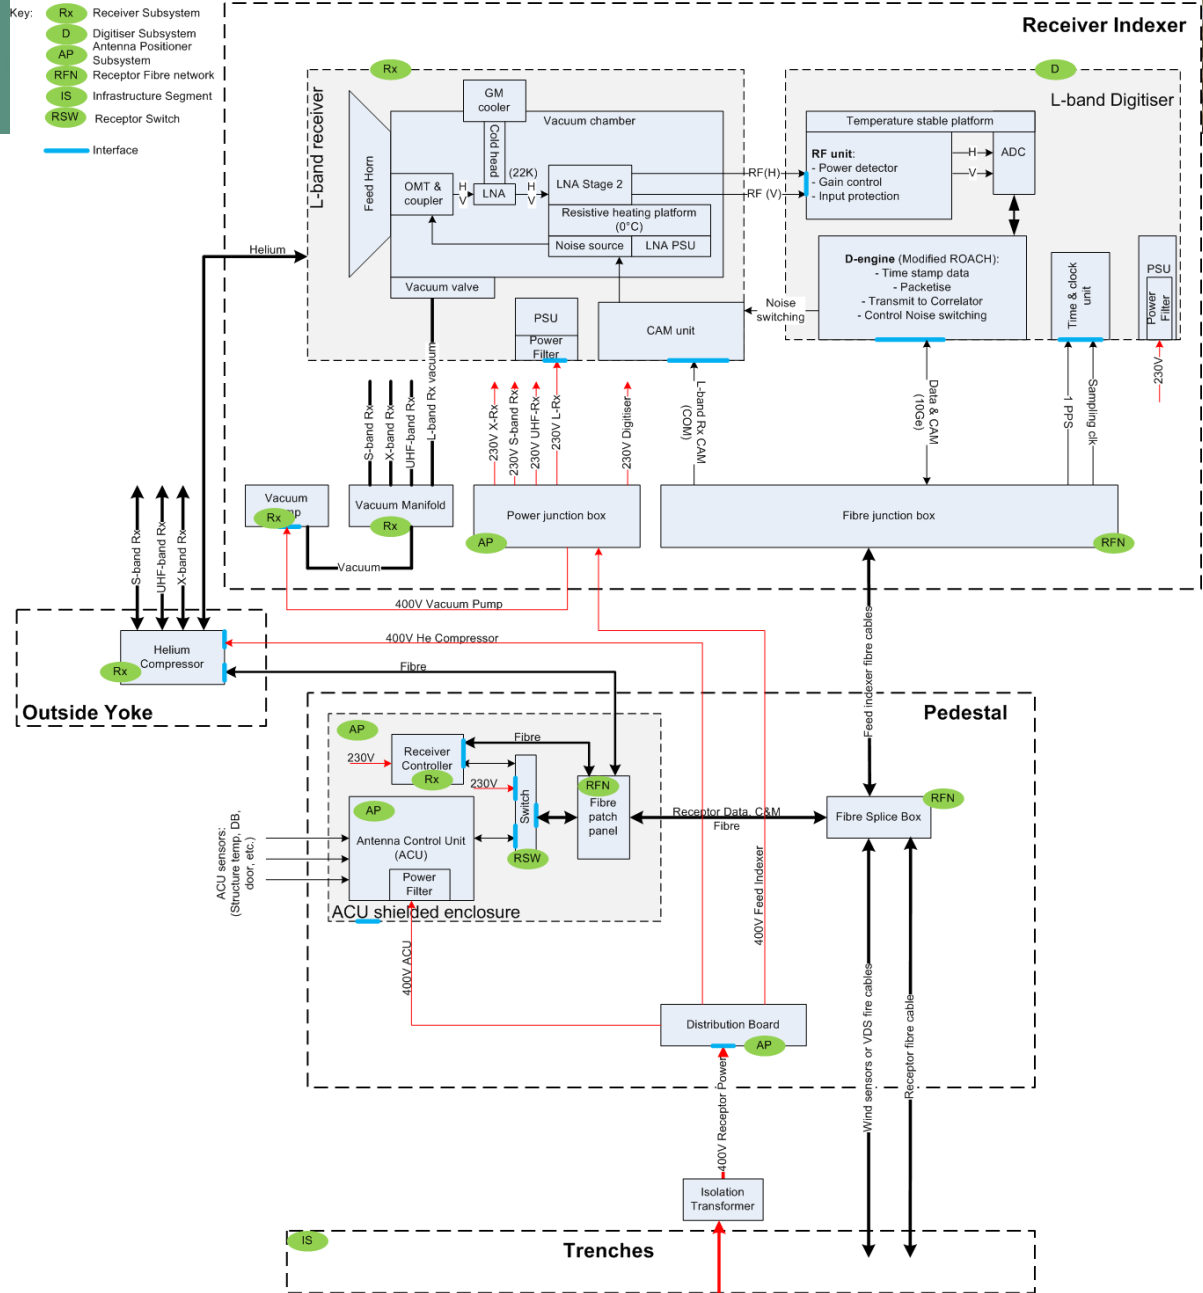 Key:
Rx Receiver Subsystem
D Digitiser Subsystem
AP Antenna Positioner
Subsystem
RFN Receptor Fibre network
IS Infrastructure Segment
RSW Receptor Switch
Interface
Receiver Indexer
Rx
D
L-band receiver
L-band Digitiser
GM
cooler
Cold head
Vacuum chamber
Feed Horn
OMT &
coupler
H
V
LNA
(22K)
H
V
LNA Stage 2
Resistive heating platform
(0°C)
Noise source
LNA PSU
Vacuum valve
RF(H)
RF (V)
Temperature stable platform
RF unit:
- Power detector
- Gain control
- Input protection
H
V
ADC
D-engine (Modified ROACH):
- Time stamp data
- Packetise
- Transmit to Correlator
- Control Noise switching
Time & clock
unit
PSU
Power
Filter
230V
Helium
PSU
Power
Filter
CAM unit
Noise
switching
S-band Rx
X-band Rx
UHF-band Rx
L-band Rx vacuum
230V X-Rx
230V S-band Rx
230V UHF-Rx
230V L-Rx
230V Digitiser
L-band Rx CAM
(COM)
Data & CAM
(10Ge)
1 PPS
Sampling clk
Vacuum
mp
Rx
Vacuum Manifold
Rx
Power junction box
AP
Fibre junction box
RFN
Vacuum
S-band Rx
UHF-band Rx
X-band Rx
400V Vacuum Pump
Helium
Compressor
Rx
Outside Yoke
400V He Compressor
Fibre
Feed indexer fibre cables
Pedestal
AP
Receiver
Controller
Rx
230V
Fibre
230V
Switch
RSW
RFN
Fibre
patch
panel
AP
Antenna Control Unit
(ACU)
Power
Filter
ACU shielded enclosure
ACU sensors:
(Structure temp, DB,
door, etc.)
Receptor Data, C&M
Fibre
Fibre Splice Box
RFN
400V Feed Indexer
400V ACU
Distribution Board
AP
Wind sensors or VDS fire cables
Receptor fibre cable
400V Receptor Power
Isolation
Transformer
IS
Trenches